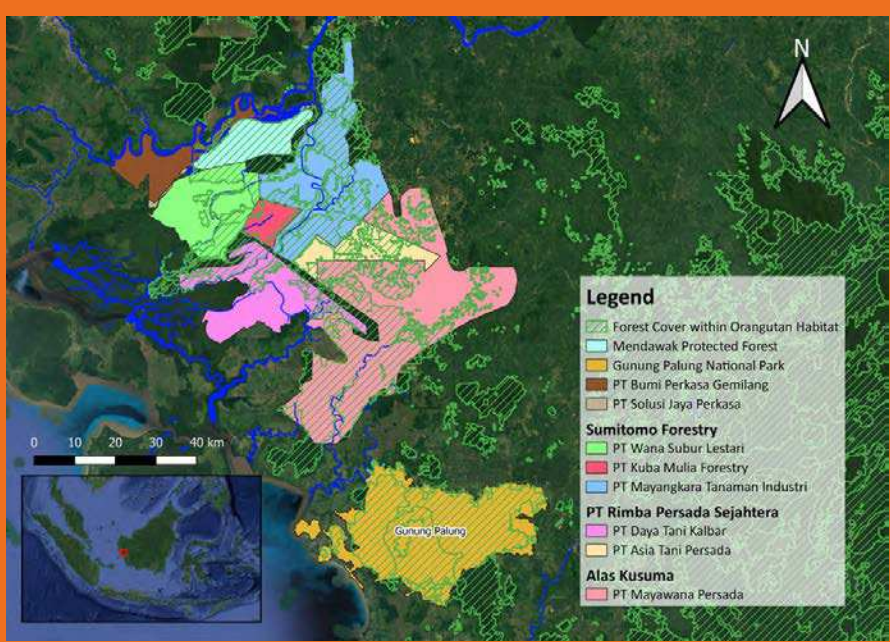 N
0 10 20 30 40 km
Gunung Palung
Legend
Forest Cover within Orangutan Habitat
Mendawak Protected Forest
Gunung Palung National Park
PT Bumi Perkasa Gemilang
PT Solusi Jaya Perkasa
Sumitomo Forestry
PT Wana Subur Lestari
PT Kuba Mulia Forestry
PT Mayangkara Tanaman Industri
PT Rimba Persada Sejahtera
PT Daya Tani Kalbar
PT Asia Tani Persada
Alas Kusuma
PT Mayawana Persada